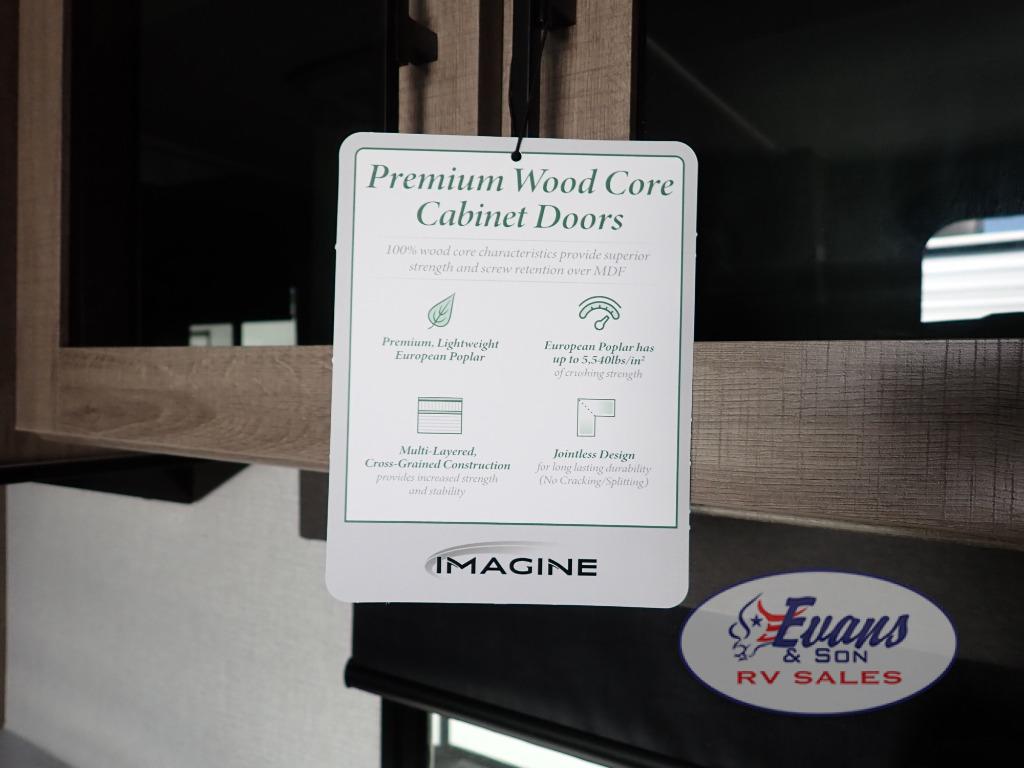 Premium Wood Core
Cabinet Doors
100% wood core characteristics provide superior
strength and screw retention over MDF
Premium, Lightweight
European Poplar
European Poplar has
up to 5,540lbs/in²
of crushing strength
Multi-Layered,
Cross-Grained Construction
provides increased strength
and stability
Jointless Design
for long lasting durability
(No Cracking/Splitting)
IMAGINE
Evans
& SON
RV SALES